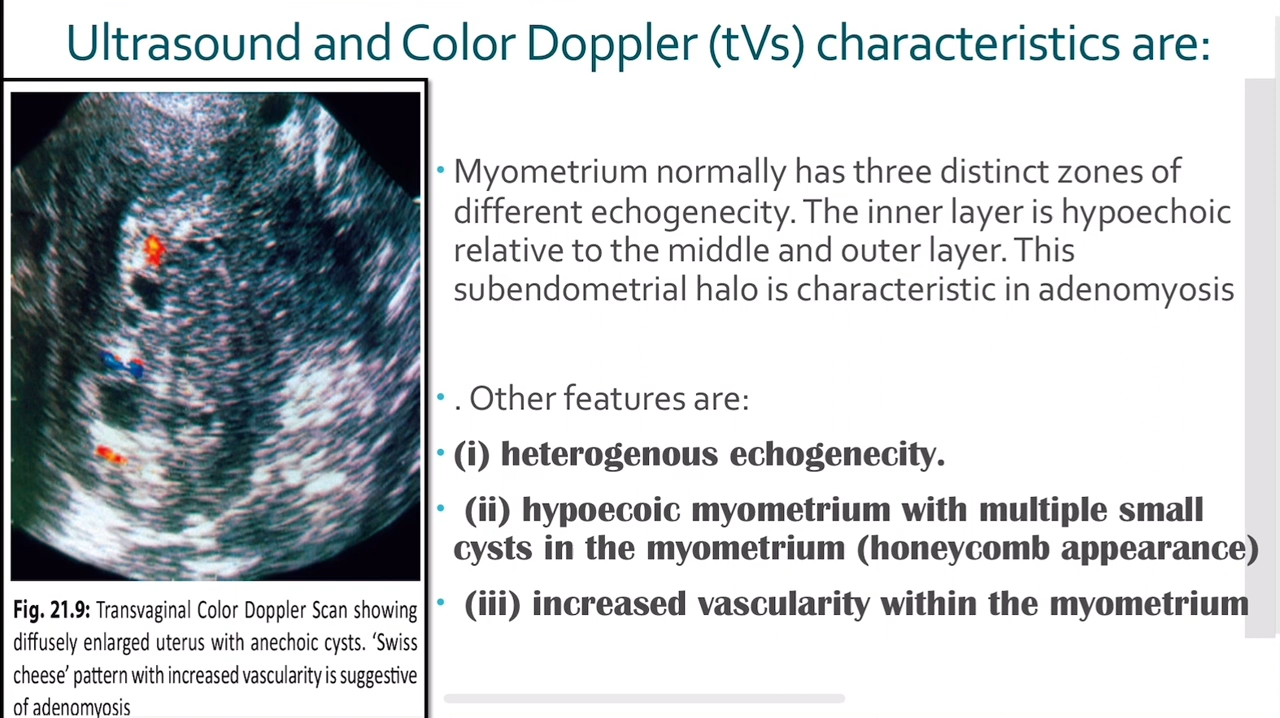 Ultrasound and Color Doppler (tVs) characteristics are:
• Myometrium normally has three distinct zones of
different echogenecity. The inner layer is hypoechoic
relative to the middle and outer layer. This
subendometrial halo is characteristic in adenomyosis
• . Other features are:
• (i) heterogenous echogenecity.
• (ii) hypoecoic myometrium with multiple small
cysts in the myometrium (honeycomb appearance)
• (iii) increased vascularity within the myometrium
Fig. 21.9: Transvaginal Color Doppler Scan showing
diffusely enlarged uterus with anechoic cysts. ‘Swiss
cheese’ pattern with increased vascularity is suggestive
of adenomyosis